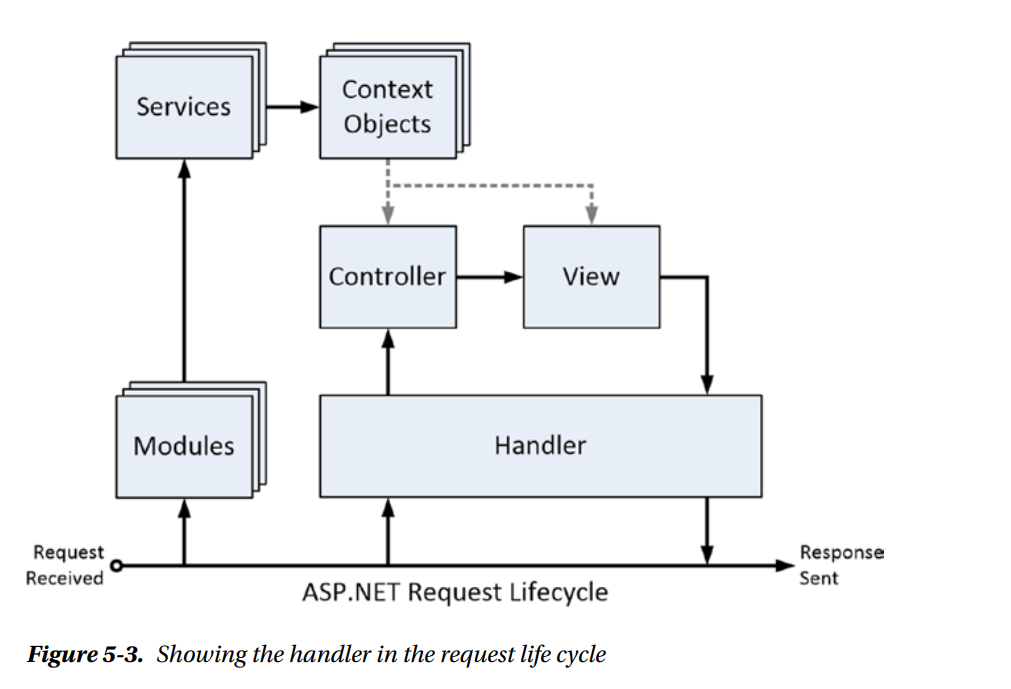 Services
Context
Objects
Controller
View
Modules
Handler
Request
Received
Response
Sent
ASP.NET Request Lifecycle
Figure 5-3. Showing the handler in the request life cycle